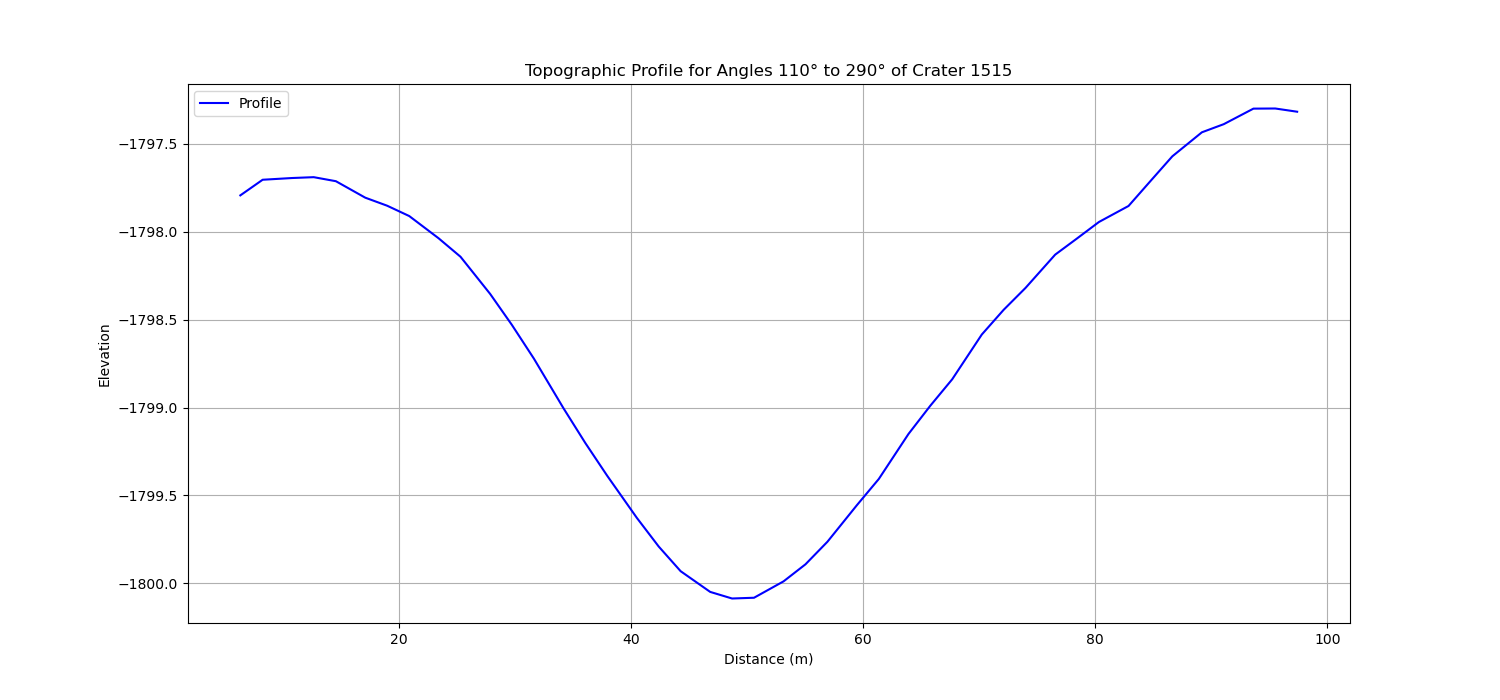 Topographic Profile for Angles 110° to 290° of Crater 1515
Profile
−1797.5
−1798.0
−1798.5
−1799.0
−1799.5
−1800.0
Elevation
20 40 60 80 100
Distance (m)